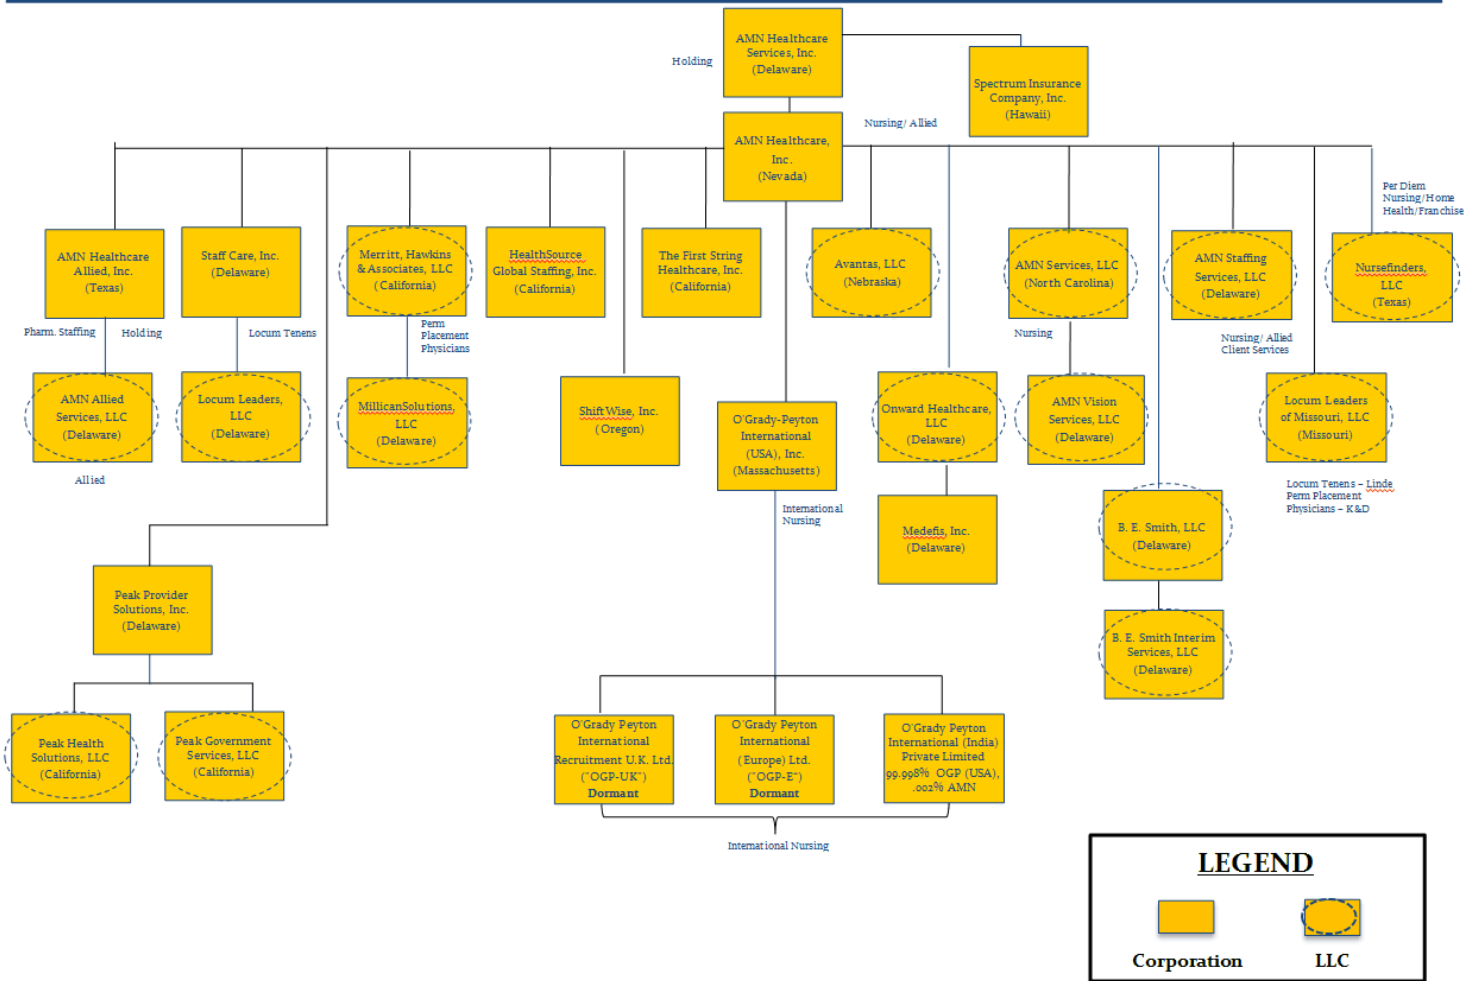 AMN Healthcare
Services, Inc.
(Delaware)
Holding
Spectrum Insurance
Company, Inc.
(Hawaii)
AMN Healthcare,
Inc.
(Nevada)
Nursing/ Allied
Per Diem
Nursing/Home
Health/Franchise
AMN Healthcare
Allied, Inc.
(Texas)
Staff Care, Inc.
(Delaware)
Merritt, Hawkins
& Associates, LLC
(California)
HealthSource
Global Staffing, Inc.
(California)
The First String
Healthcare, Inc.
(California)
Avantas, LLC
(Nebraska)
AMN Services, LLC
(North Carolina)
AMN Staffing
Services, LLC
(Delaware)
Nursefinders,
LLC
(Texas)
Pharm. Staffing
Holding
Locum Tenens
Perm
Placement
Physicians
Nursing
Nursing/ Allied
Client Services
AMN Allied
Services, LLC
(Delaware)
Locum Leaders,
LLC
(Delaware)
MillicanSolutions,
LLC
(Delaware)
ShiftWise, Inc.
(Oregon)
O'Grady-Peyton
International
(USA), Inc.
(Massachusetts)
Onward Healthcare,
LLC
(Delaware)
AMN Vision
Services, LLC
(Delaware)
Locum Leaders
of Missouri, LLC
(Missouri)
Allied
International
Nursing
Locum Tenens – Linde
Perm Placement
Physicians – K&D
Medefis, Inc.
(Delaware)
B. E. Smith, LLC
(Delaware)
Peak Provider
Solutions, Inc.
(Delaware)
B. E. Smith Interim
Services, LLC
(Delaware)
Peak Health
Solutions, LLC
(California)
Peak Government
Services, LLC
(California)
O'Grady Peyton
International
Recruitment U.K. Ltd.
("OGP-UK")
Dormant
O'Grady Peyton
International
(Europe) Ltd.
("OGP-E")
Dormant
O'Grady Peyton
International (India)
Private Limited
99.998% OGP (USA),
.002% AMN
International Nursing
LEGEND
Corporation
LLC